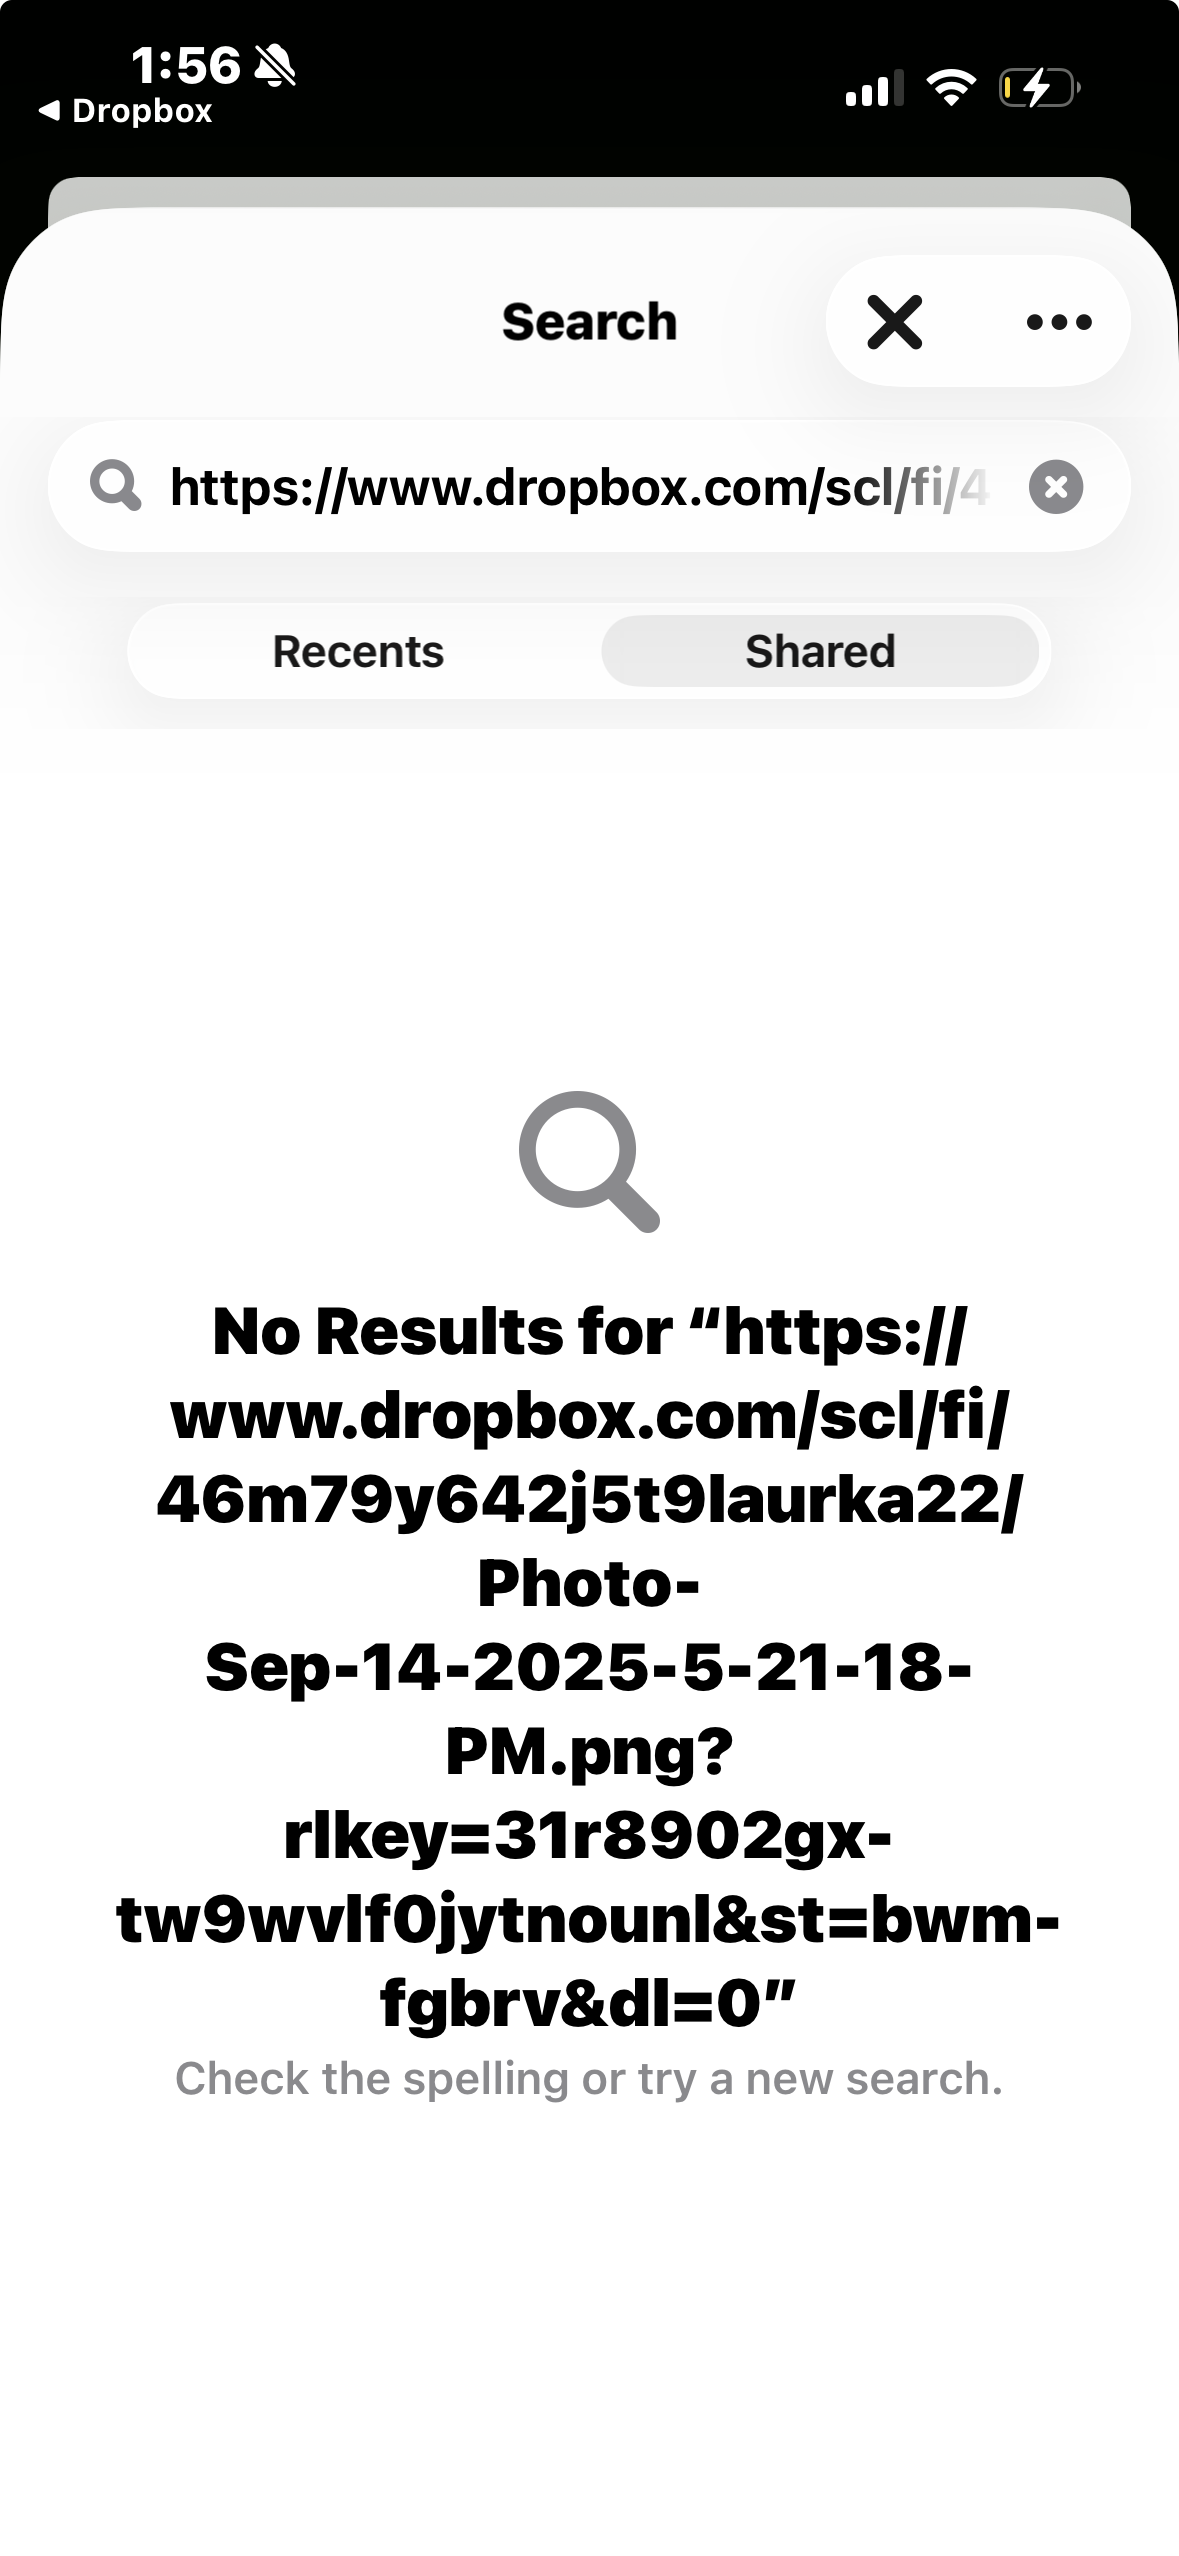 1:56
Dropbox
Search
https://www.dropbox.com/scl/fi/4
Recents
Shared
No Results for “https://
www.dropbox.com/scl/fi/
46m79y642j5t9laurka22/
Photo-
Sep-14-2025-5-21-18-
PM.png?
rlkey=31r8902gx-
tw9wvlf0jytnounl&st=bwm-
fgbrv&dl=0”
Check the spelling or try a new search.